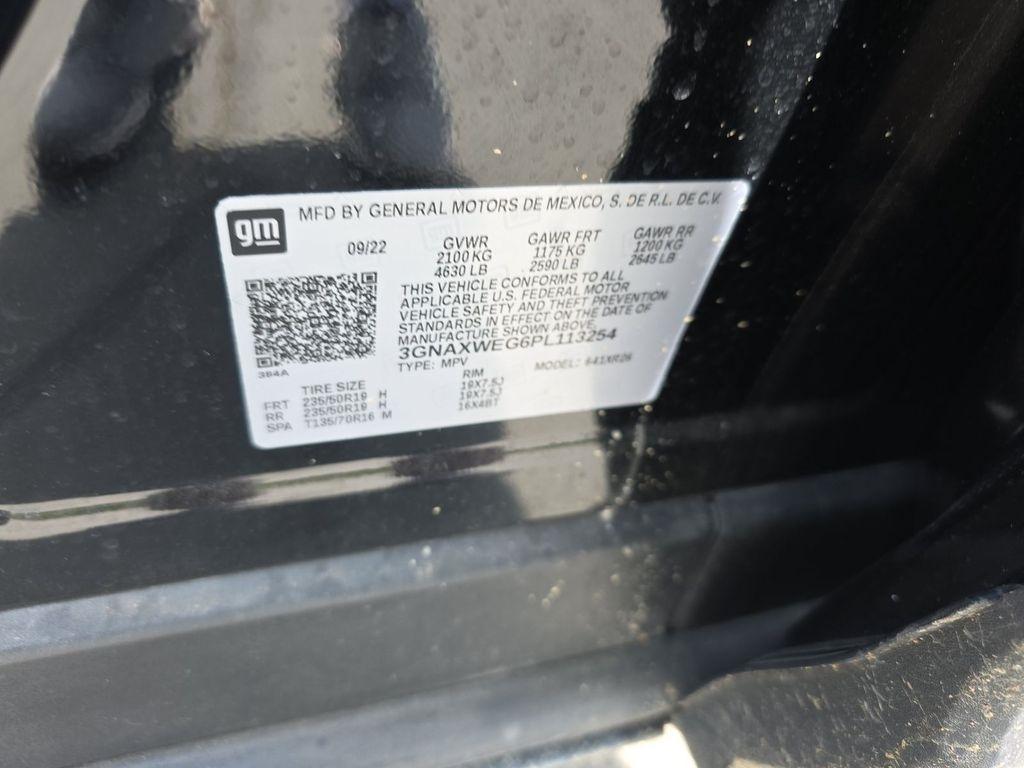 gm
MFD BY GENERAL MOTORS DE MEXICO, S. DE R.L. DE C.V.
09/22 GVWR GAWR FRT GAWR RR
2100 KG 1175 KG 1200 KG
4630 LB 2590 LB 2645 LB
THIS VEHICLE CONFORMS TO ALL
APPLICABLE U.S. FEDERAL MOTOR
VEHICLE SAFETY AND THEFT PREVENTION
STANDARDS IN EFFECT ON THE DATE OF
MANUFACTURE SHOWN ABOVE.
3GNAXWEG6PL113254
TYPE: MPV MODEL: 641XR26
384A
TIRE SIZE RIM
FRT 235/50R19 H 19X7.5J
RR 235/50R19 H 19X7.5J
SPA T135/70R16 M 16X4BT